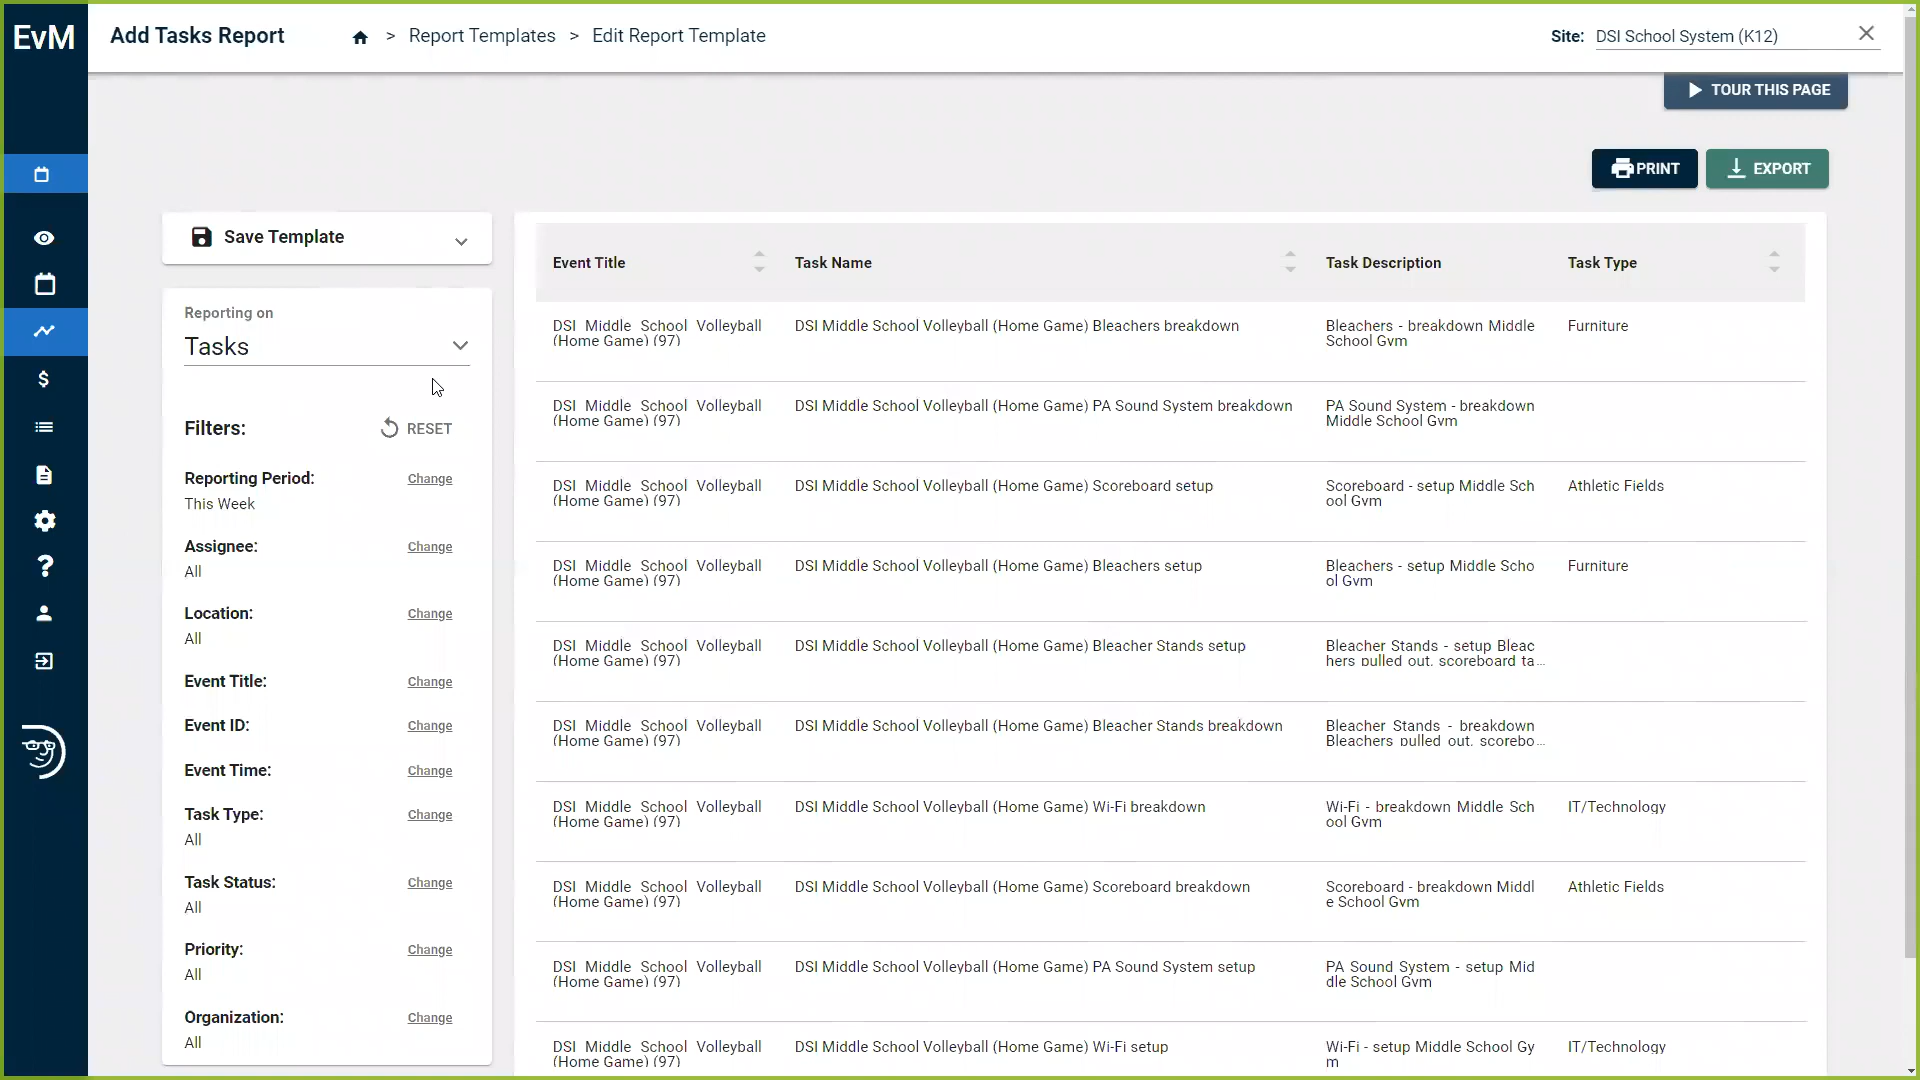 EvM
Add Tasks Report
> Report Templates > Edit Report Template
Site: DSI School System (K12)
TOUR THIS PAGE
PRINT
EXPORT
Save Template
Reporting on
Tasks
Filters:
RESET
Reporting Period:
Change
This Week
Assignee:
Change
All
Location:
Change
All
Event Title:
Change
Event ID:
Change
Event Time:
Change
Task Type:
Change
All
Task Status:
Change
All
Priority:
Change
All
Organization:
Change
All
Event Title
Task Name
Task Description
Task Type
DSI Middle School Volleyball
(Home Game) (97)
DSI Middle School Volleyball (Home Game) Bleachers breakdown
Bleachers - breakdown Middle
School Gym
Furniture
DSI Middle School Volleyball
(Home Game) (97)
DSI Middle School Volleyball (Home Game) PA Sound System breakdown
PA Sound System - breakdown
Middle School Gym
DSI Middle School Volleyball
(Home Game) (97)
DSI Middle School Volleyball (Home Game) Scoreboard setup
Scoreboard - setup Middle Sch
ool Gym
Athletic Fields
DSI Middle School Volleyball
(Home Game) (97)
DSI Middle School Volleyball (Home Game) Bleachers setup
Bleachers - setup Middle Scho
ol Gym
Furniture
DSI Middle School Volleyball
(Home Game) (97)
DSI Middle School Volleyball (Home Game) Bleacher Stands setup
Bleacher Stands - setup Bleac
hers pulled out, scoreboard ta...
DSI Middle School Volleyball
(Home Game) (97)
DSI Middle School Volleyball (Home Game) Bleacher Stands breakdown
Bleacher Stands - breakdown
Bleachers pulled out, scorebo...
DSI Middle School Volleyball
(Home Game) (97)
DSI Middle School Volleyball (Home Game) Wi-Fi breakdown
Wi-Fi - breakdown Middle Sch
ool Gym
IT/Technology
DSI Middle School Volleyball
(Home Game) (97)
DSI Middle School Volleyball (Home Game) Scoreboard breakdown
Scoreboard - breakdown Middl
e School Gym
Athletic Fields
DSI Middle School Volleyball
(Home Game) (97)
DSI Middle School Volleyball (Home Game) PA Sound System setup
PA Sound System - setup Mid
dle School Gym
DSI Middle School Volleyball
(Home Game) (97)
DSI Middle School Volleyball (Home Game) Wi-Fi setup
Wi-Fi - setup Middle School Gy
m
IT/Technology